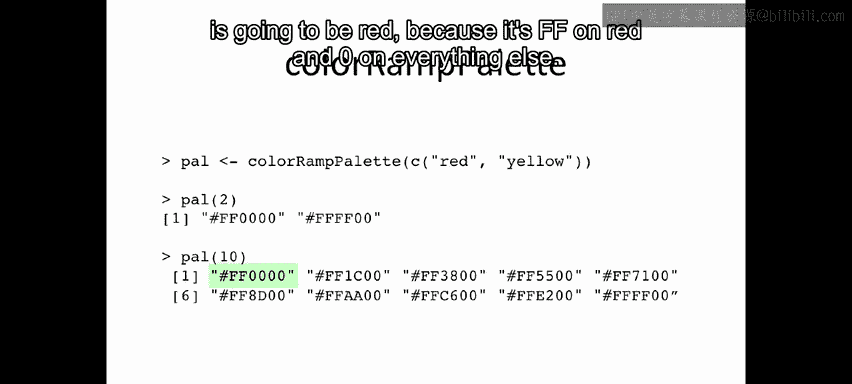 is going to be red, because it's FF on red
and 0 on everything else.
colorRampPalette
> pal <- colorRampPalette(c("red", "yellow"))
> pal(2)
[1] "#FF0000" "#FFFF00"
> pal(10)
[1] "#FF0000" "#FF1C00" "#FF3800" "#FF5500" "#FF7100"
[6] "#FF8D00" "#FFAA00" "#FFC600" "#FFE200" "#FFFF00”
@bilibili.com